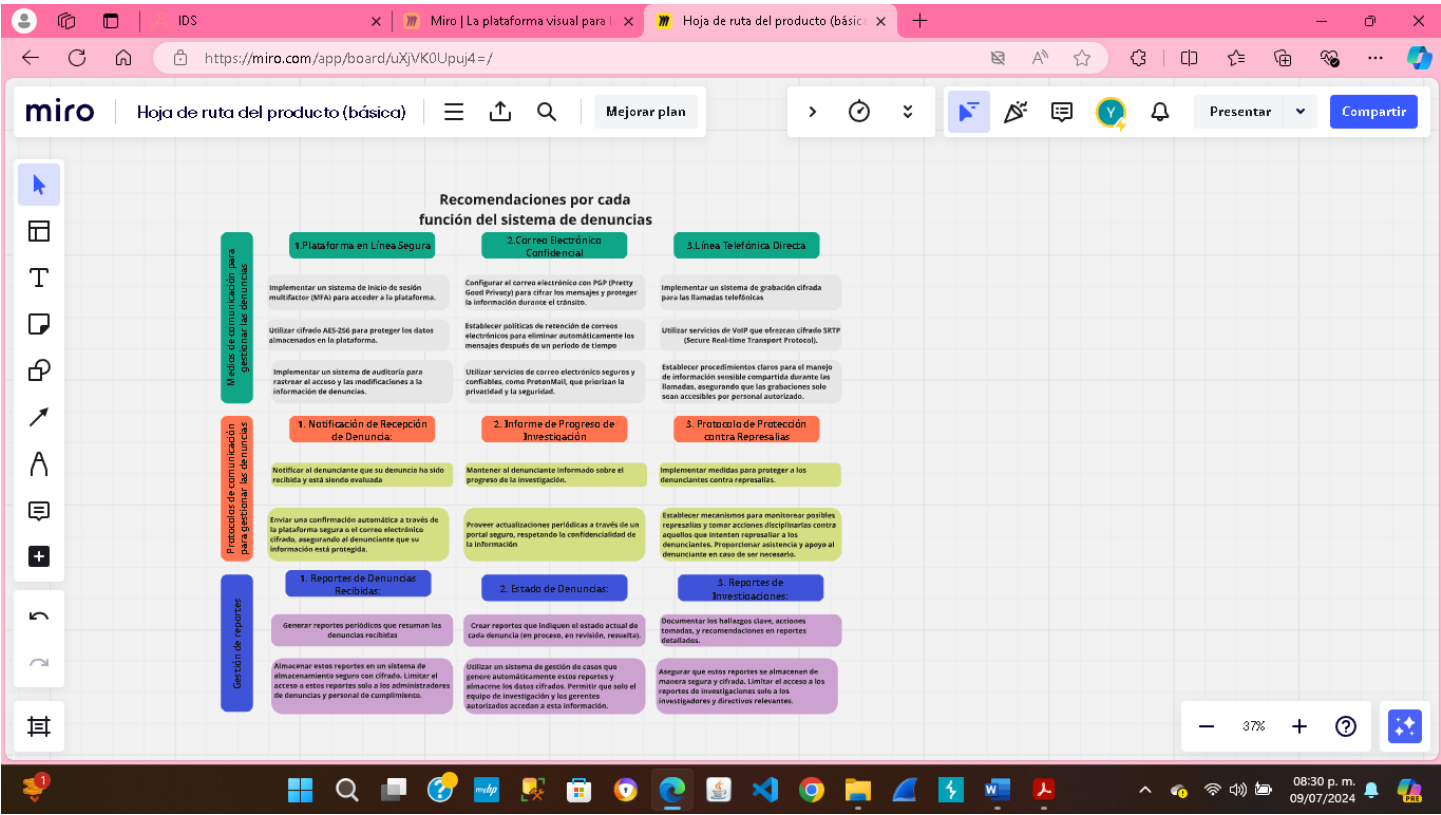 IDS
Miro | La plataforma visual para l
Hoja de ruta del producto (básica
https://miro.com/app/board/uXjVK0Upuj4=/
miro
Hoja de ruta del producto (básica)
Mejorar plan
Y
Presentar
Compartir
Recomendaciones por cada
función del sistema de denuncias
Medios de comunicación para
gestionar las denuncias
1.Plataforma en Línea Segura
2.Correo Electrónico
Confidencial
3.Línea Telefónica Directa
Implementar un sistema de inicio de sesión
multifactor (MFA) para acceder a la plataforma.
Configurar el correo electrónico con PGP (Pretty
Good Privacy) para cifrar los mensajes y proteger
la información durante el tránsito.
Implementar un sistema de grabación cifrada
para las llamadas telefónicas
Utilizar cifrado AES-256 para proteger los datos
almacenados en la plataforma.
Establecer políticas de retención de correos
electrónicos para eliminar automáticamente los
mensajes después de un período de tiempo
Utilizar servicios de VoIP que ofrezcan cifrado SRTP
(Secure Real-time Transport Protocol).
Implementar un sistema de auditoría para
rastrear el acceso y las modificaciones a la
información de denuncias.
Utilizar servicios de correo electrónico seguros y
confiables, como ProtonMail, que priorizan la
privacidad y la seguridad.
Establecer procedimientos claros para el manejo
de información sensible compartida durante las
llamadas, asegurando que las grabaciones solo
sean accesibles por personal autorizado.
Protocolos de comunicación
para gestionar las denuncias
1. Notificación de Recepción
de Denuncia:
2. Informe de Progreso de
Investigación
3. Protocolo de Protección
contra Represalias
Notificar al denunciante que su denuncia ha sido
recibida y está siendo evaluada
Mantener al denunciante informado sobre el
progreso de la investigación.
Implementar medidas para proteger a los
denunciantes contra represalias.
Enviar una confirmación automática a través de
la plataforma segura o el correo electrónico
cifrado, asegurando al denunciante que su
información está protegida.
Proveer actualizaciones periódicas a través de un
portal seguro, respetando la confidencialidad de
la información
Establecer mecanismos para monitorear posibles
represalias y tomar acciones disciplinarias contra
aquellos que intenten represaliar a los
denunciantes. Proporcionar asistencia y apoyo al
denunciante en caso de ser necesario.
Gestión de reportes
1. Reportes de Denuncias
Recibidas:
2. Estado de Denuncias:
3. Reportes de
Investigaciones:
Generar reportes periódicos que resuman las
denuncias recibidas
Crear reportes que indiquen el estado actual de
cada denuncia (en proceso, en revisión, resuelta).
Documentar los hallazgos clave, acciones
tomadas, y recomendaciones en reportes
detallados.
Almacenar estos reportes en un sistema de
almacenamiento seguro con cifrado. Limitar el
acceso a estos reportes solo a los administradores
de denuncias y personal de cumplimiento.
Utilizar un sistema de gestión de casos que
genere automáticamente estos reportes y
almacene los datos cifrados. Permitir que solo el
equipo de investigación y los gerentes
autorizados accedan a esta información.
Asegurar que estos reportes se almacenen de
manera segura y cifrada. Limitar el acceso a los
reportes de investigaciones solo a los
investigadores y directivos relevantes.
37%
1
myhp
08:30 p. m.
09/07/2024
PRE